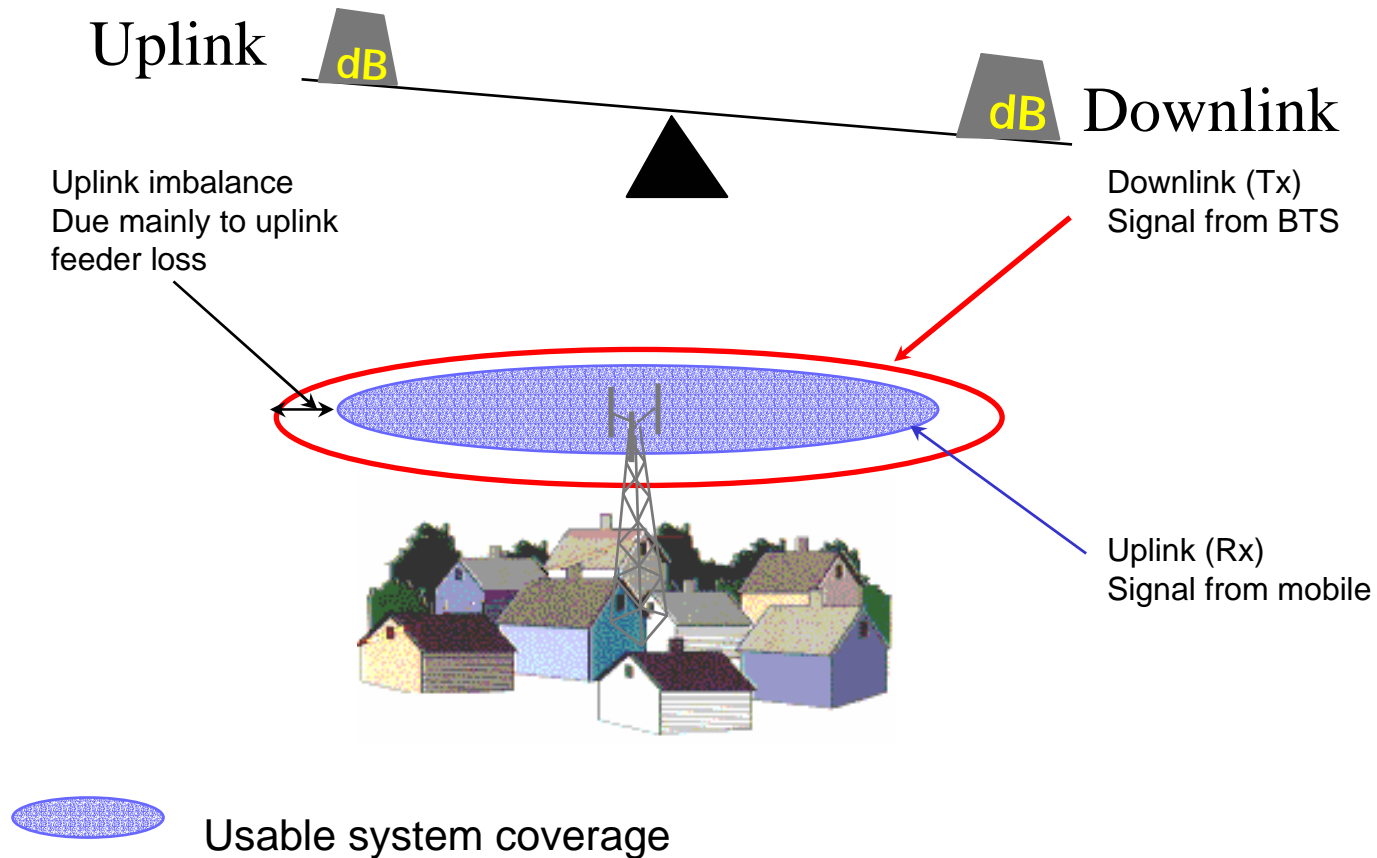 Uplink
dB
dB
Downlink
Uplink imbalance
Due mainly to uplink
feeder loss
Downlink (Tx)
Signal from BTS
Uplink (Rx)
Signal from mobile
Usable system coverage